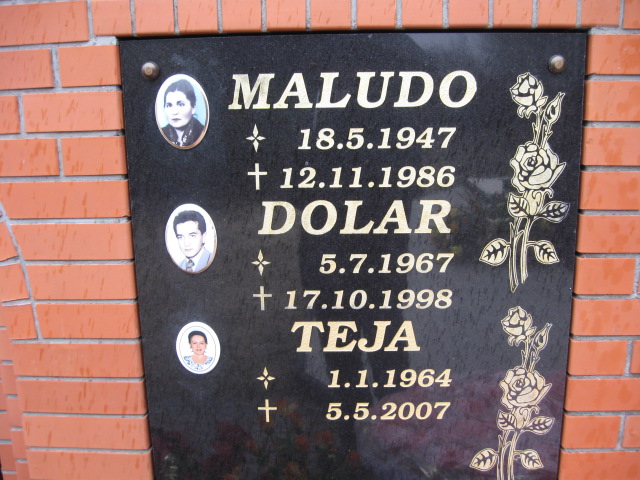 MALUDO
18.5.1947
† 12.11.1986
DOLAR
5.7.1967
† 17.10.1998
TEJA
1.1.1964
† 5.5.2007